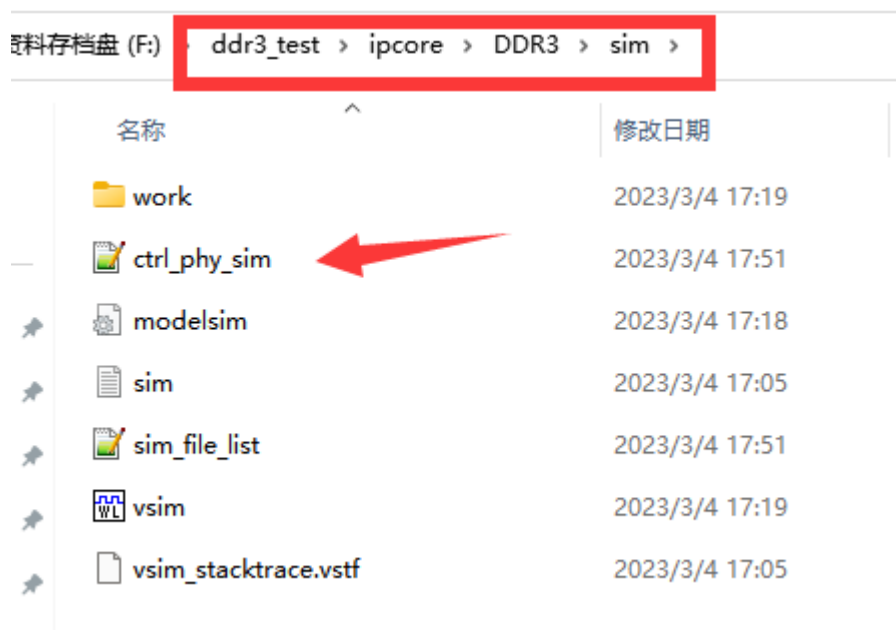 资料存档盘 (F:) › ddr3_test › ipcore › DDR3 › sim ›
名称 修改日期
work 2023/3/4 17:19
ctrl_phy_sim 2023/3/4 17:51
modelsim 2023/3/4 17:18
sim 2023/3/4 17:05
sim_file_list 2023/3/4 17:51
vsim 2023/3/4 17:19
vsim_stacktrace.vstf 2023/3/4 17:05